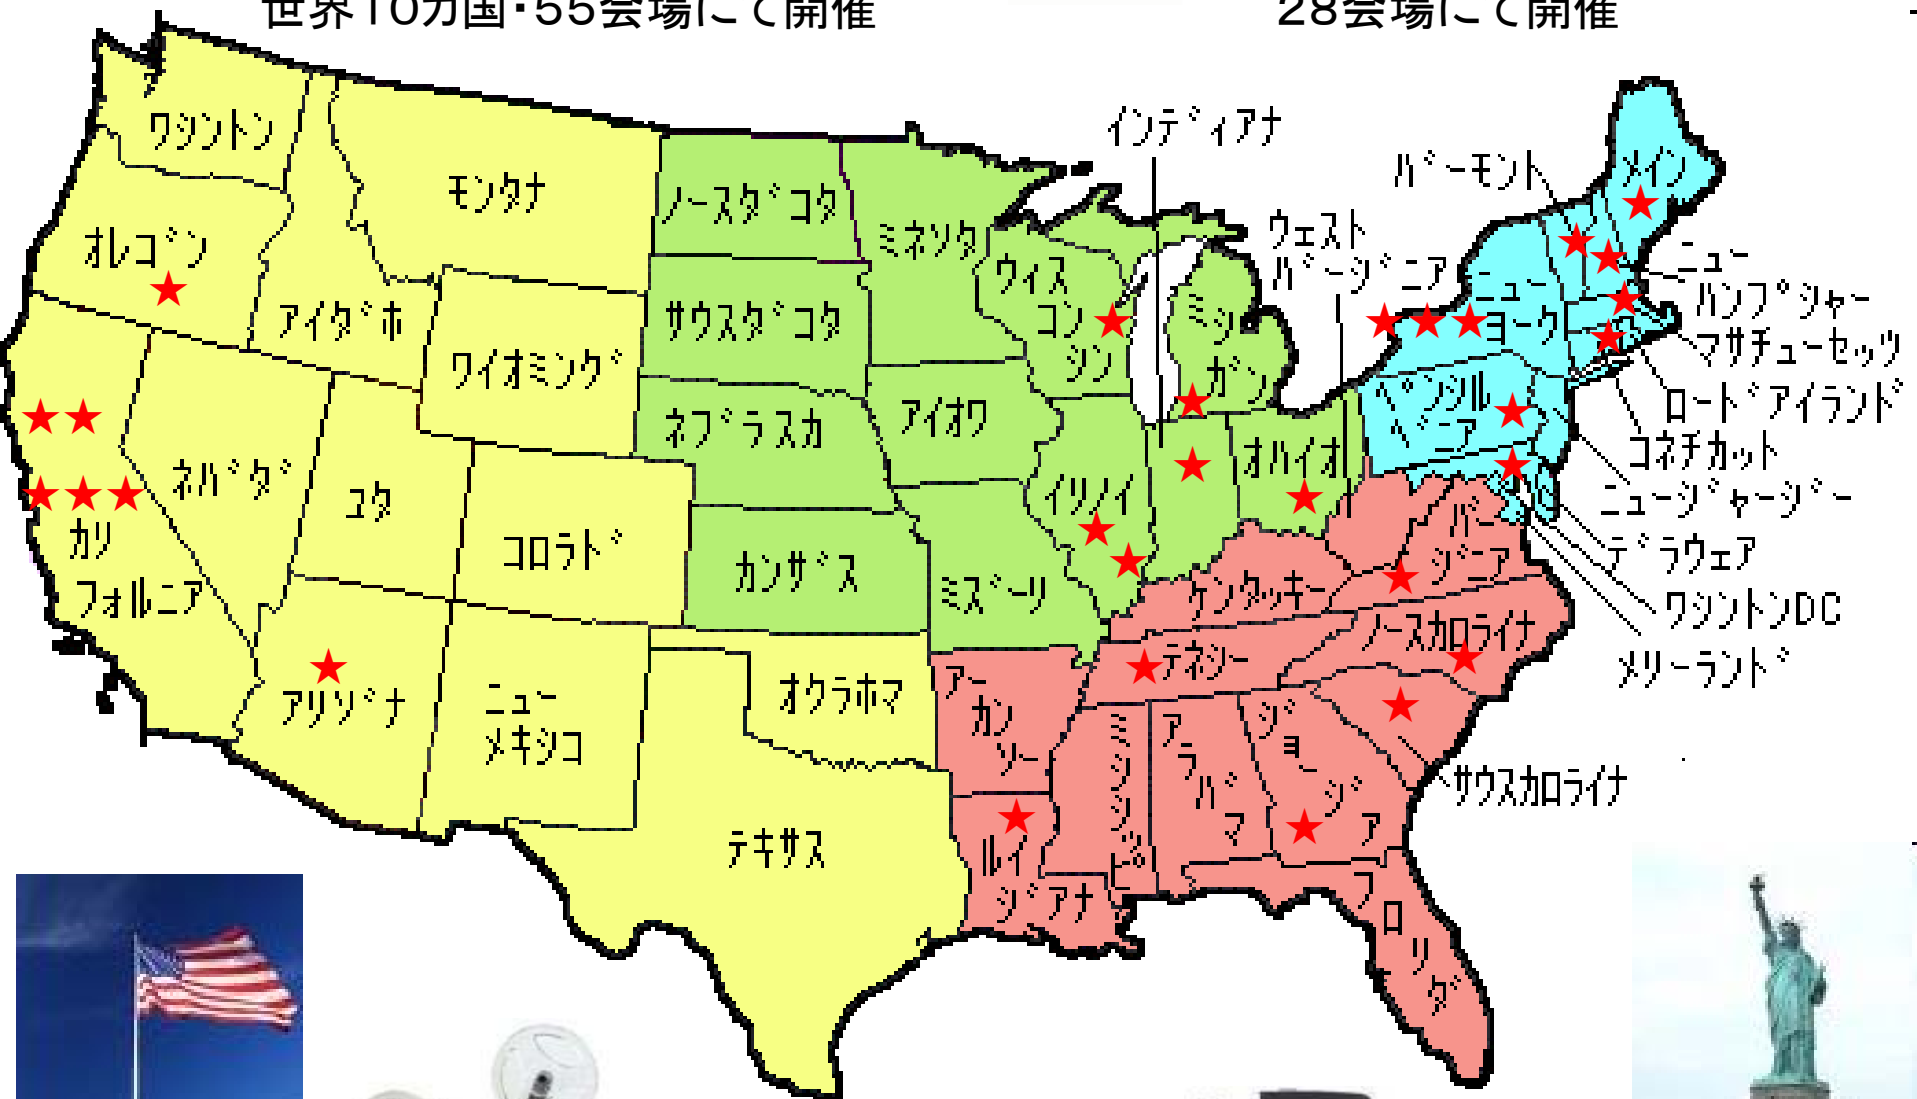 世界10カ国・55会場にて開催
28会場にて開催
ワシントン
モンタナ
オレゴン
アイダホ
ワイオミング
ネバダ
ユタ
コロラド
カリ
フォルニア
アリゾナ
ニュー
メキシコ
オクラホマ
テキサス
ノースダコタ
サウスダコタ
ネブラスカ
カンザス
ミネソタ
アイオワ
ミズーリ
ウィス
コン
シン
イリノイ
ミシ
ガン
インディアナ
オハイオ
ウェスト
バージニア
ケンタッキー
テネシー
アー
カン
ソー
ルイ
ジアナ
ミシシッピ
アラバマ
ジョージア
フロリダ
バー
ジニア
ノースカロライナ
サウスカロライナ
バーモント
メイン
ニュー
ヨーク
ペンシル
ベニア
ニュー
ハンプシャー
マサチューセッツ
ロードアイランド
コネチカット
ニュージャージー
デラウェア
ワシントンDC
メリーランド